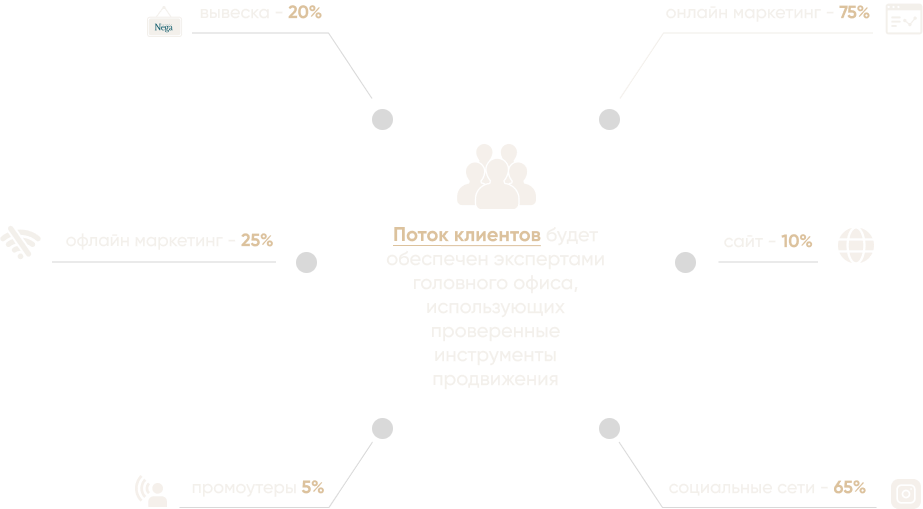 вывеска - 20%
онлайн маркетинг - 75%
Nega
Поток клиентов будет
обеспечен экспертами
головного офиса,
использующих
проверенные
инструменты
продвижения
офлайн маркетинг - 25%
сайт - 10%
промоутеры 5%
социальные сети - 65%